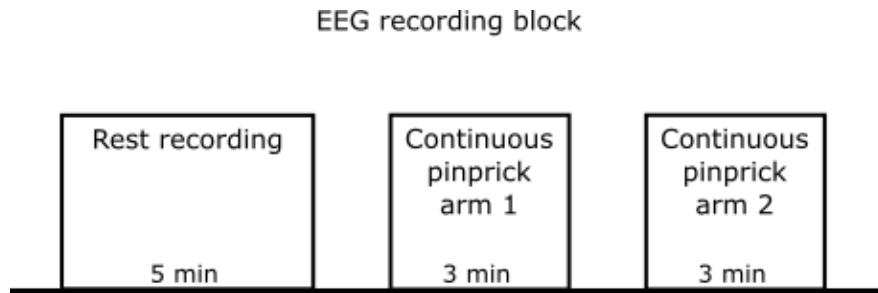 EEG recording block
Rest recording
5 min
Continuous
pinprick
arm 1
3 min
Continuous
pinprick
arm 2
3 min